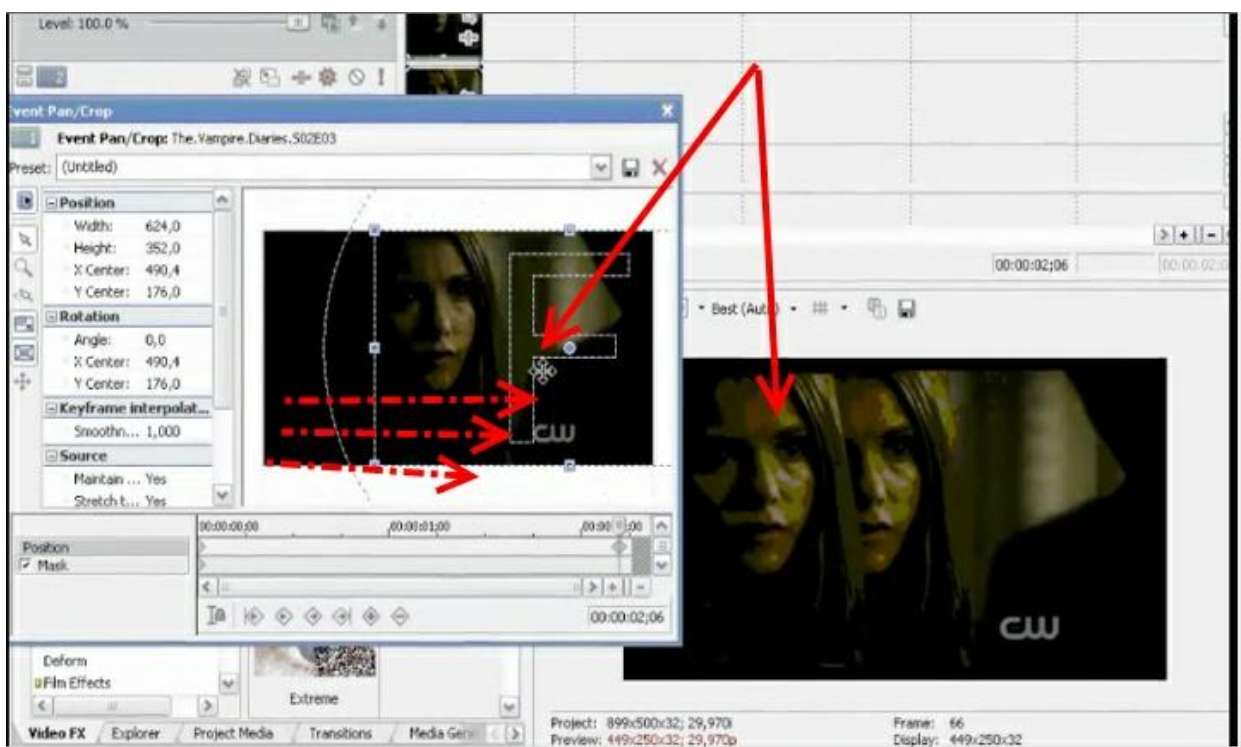 Level: 100.0 %
2
Event Pan/Crop
Event Pan/Crop: The.Vampire.Diaries.S02E03
Preset: (Untitled)
Position
Width: 624,0
Height: 352,0
X Center: 490,4
Y Center: 176,0
Rotation
Angle: 0,0
X Center: 490,4
Y Center: 176,0
Keyframe interpolat...
Smoothn... 1,000
Source
Maintain ... Yes
Stretch t... Yes
CW
00:00:00;00
00:00:01;00
Position
Mask
00:00:02;06
00:00:02;06
Best
CW
Deform
Film Effects
Extreme
Video FX
Explorer
Project Media
Transitions
Media
Project: 899x500x32; 29,970i
Preview: 449x250x32; 29,970p
Frame: 66
Display: 449x250x32